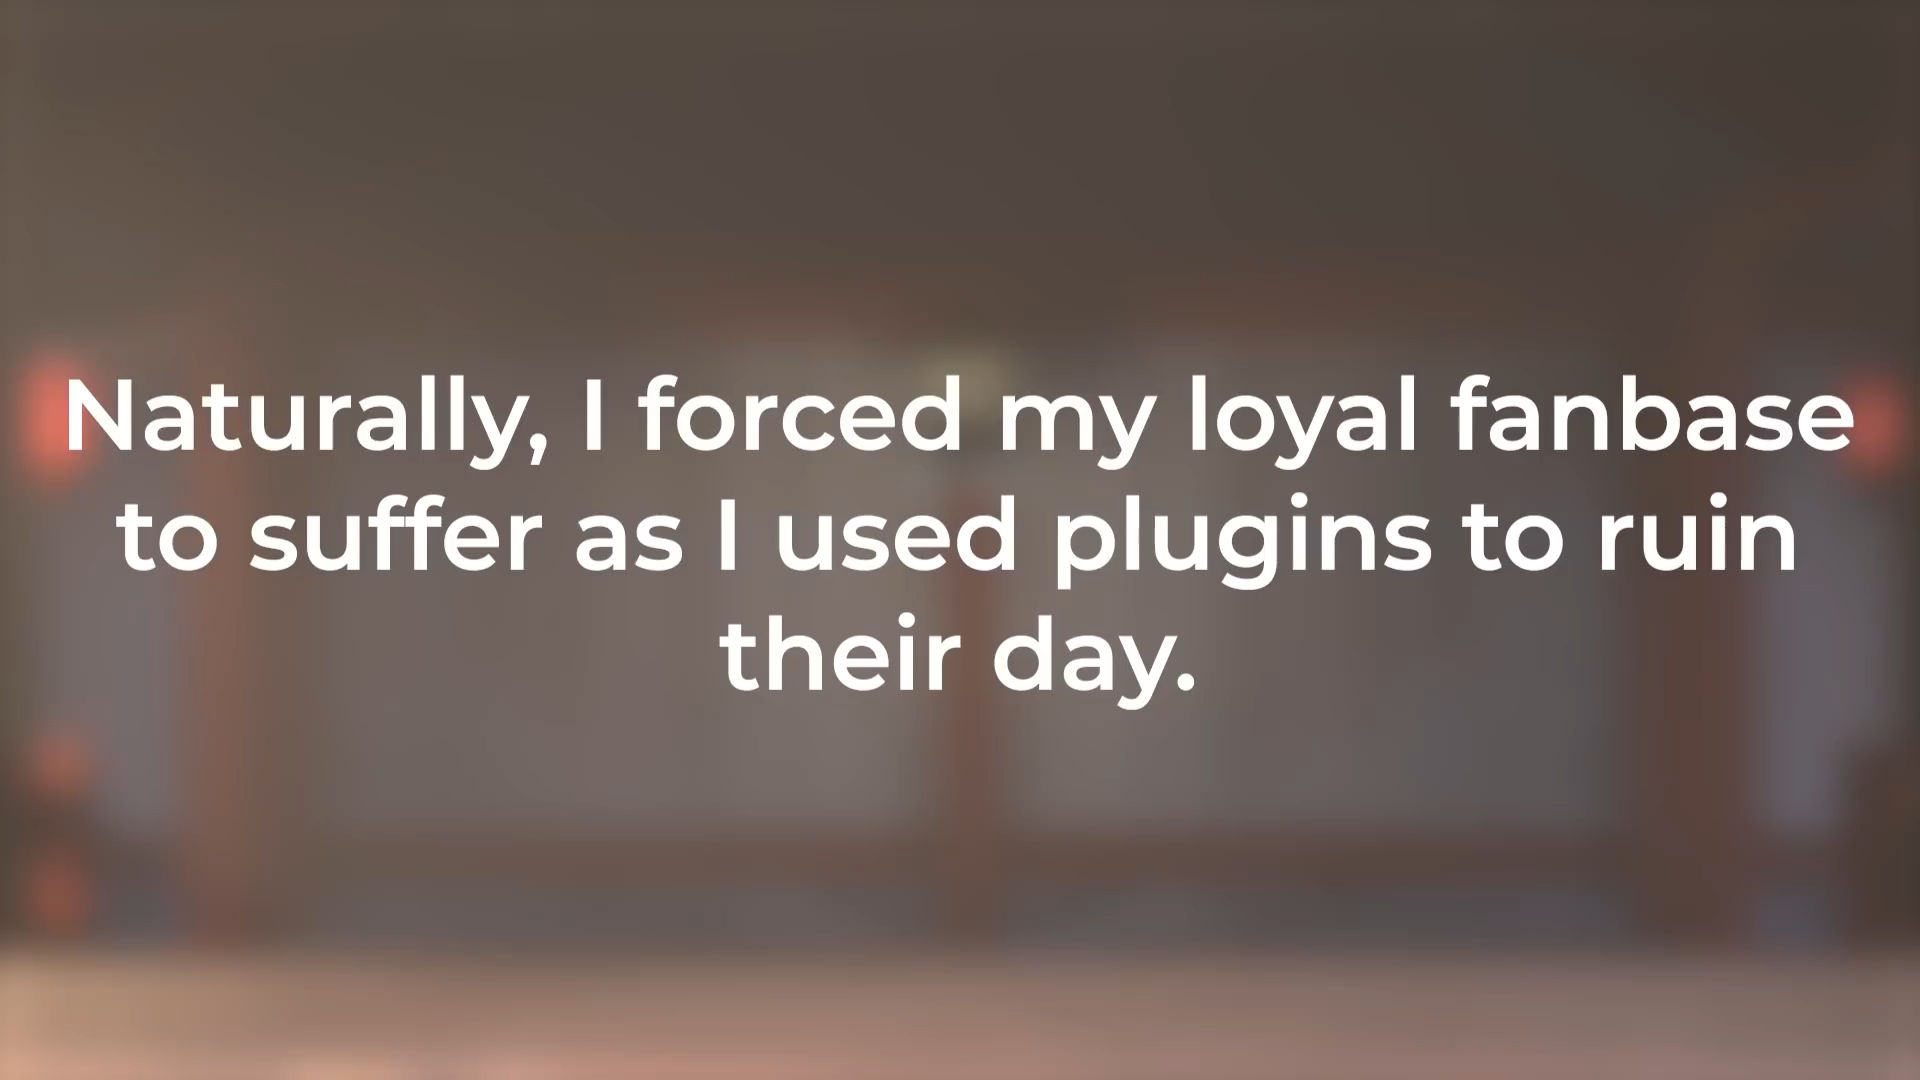 Naturally, I forced my loyal fanbase
to suffer as I used plugins to ruin
their day.